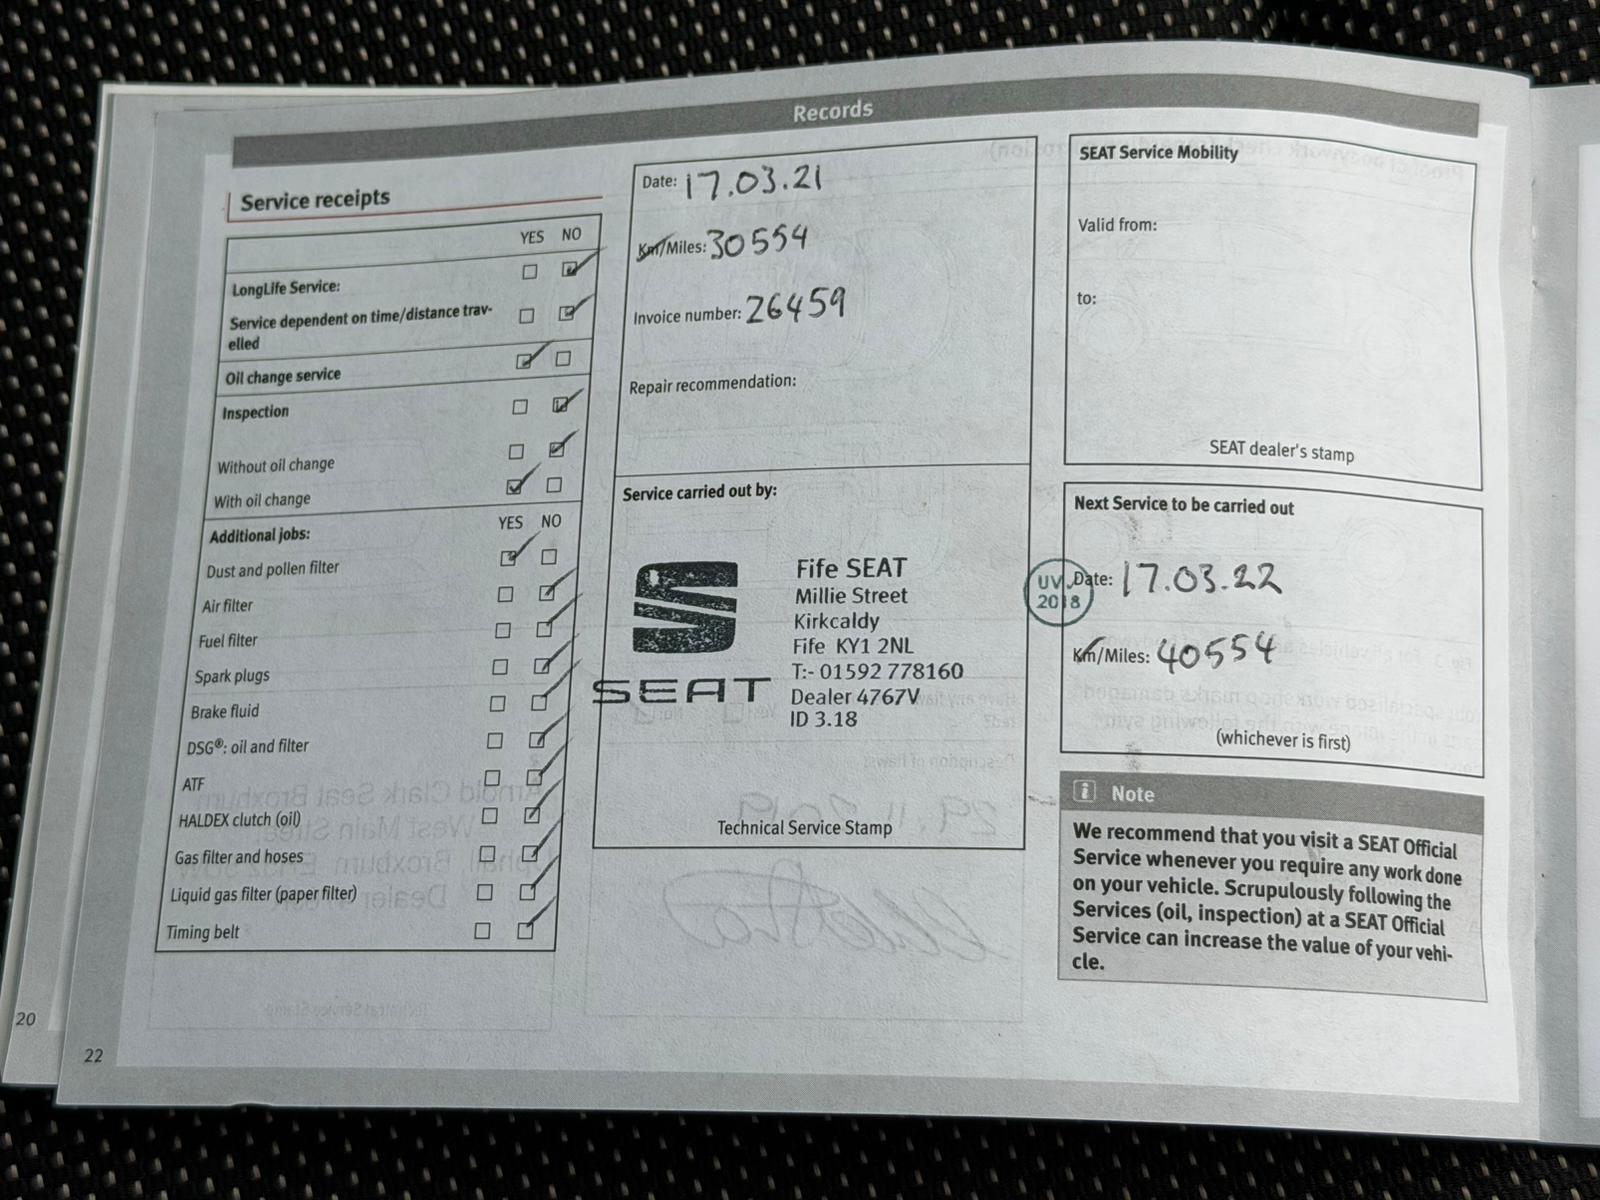 Records
Service receipts
YES NO
LongLife Service:
Service dependent on time/distance trav-
elled
Oil change service
Inspection
Without oil change
With oil change
Additional jobs: YES NO
Dust and pollen filter
Air filter
Fuel filter
Spark plugs
Brake fluid
DSG®: oil and filter
ATF
HALDEX clutch (oil)
Gas filter and hoses
Liquid gas filter (paper filter)
Timing belt
Date: 17.03.21
Km/Miles: 30554
Invoice number: 26459
Repair recommendation:
Service carried out by:
SEAT
Fife SEAT
Millie Street
Kirkcaldy
Fife KY1 2NL
T:- 01592 778160
Dealer 4767V
ID 3.18
Technical Service Stamp
SEAT Service Mobility
Valid from:
to:
SEAT dealer's stamp
Next Service to be carried out
UV
2018
Date: 17.03.22
Km/Miles: 40554
(whichever is first)
i Note
We recommend that you visit a SEAT Official
Service whenever you require any work done
on your vehicle. Scrupulously following the
Services (oil, inspection) at a SEAT Official
Service can increase the value of your vehi-
cle.
20
22